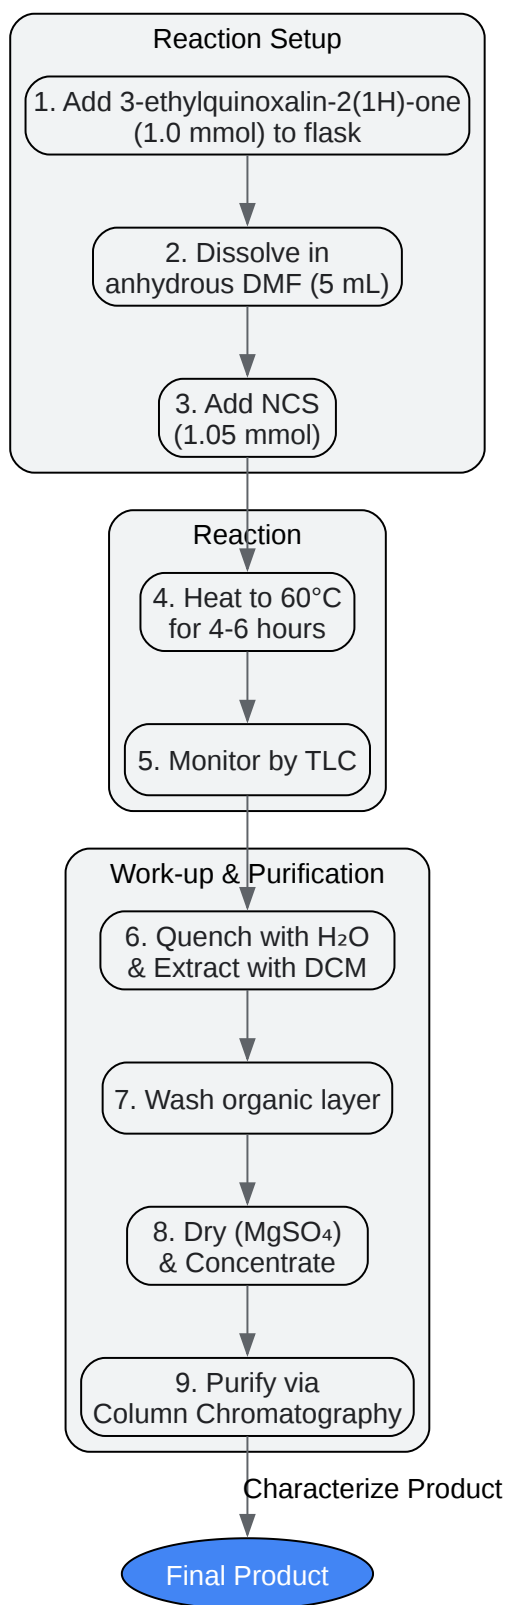 Reaction Setup
1. Add 3-ethylquinoxalin-2(1H)-one
(1.0 mmol) to flask
2. Dissolve in
anhydrous DMF (5 mL)
3. Add NCS
(1.05 mmol)
Reaction
4. Heat to 60°C
for 4-6 hours
5. Monitor by TLC
Work-up & Purification
6. Quench with H₂O
& Extract with DCM
7. Wash organic layer
8. Dry (MgSO₄)
& Concentrate
9. Purify via
Column Chromatography
Characterize Product
Final Product